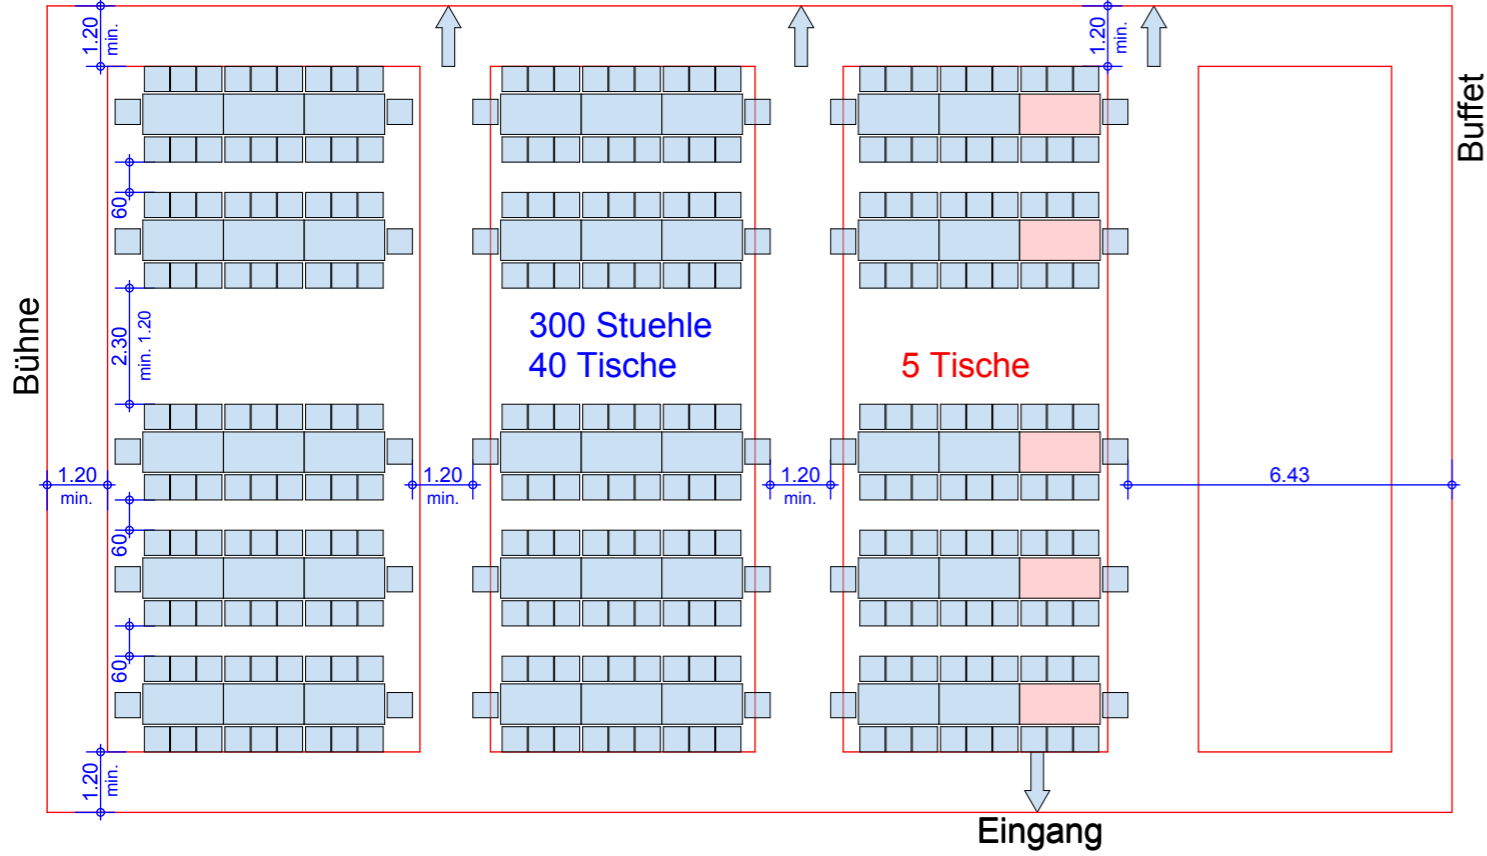 1.20
min.
1.20
min.
Buffet
60
Bühne
2.30
min. 1.20
300 Stuehle
40 Tische
5 Tische
1.20
min.
1.20
min.
1.20
min.
6.43
60
60
1.20
min.
Eingang